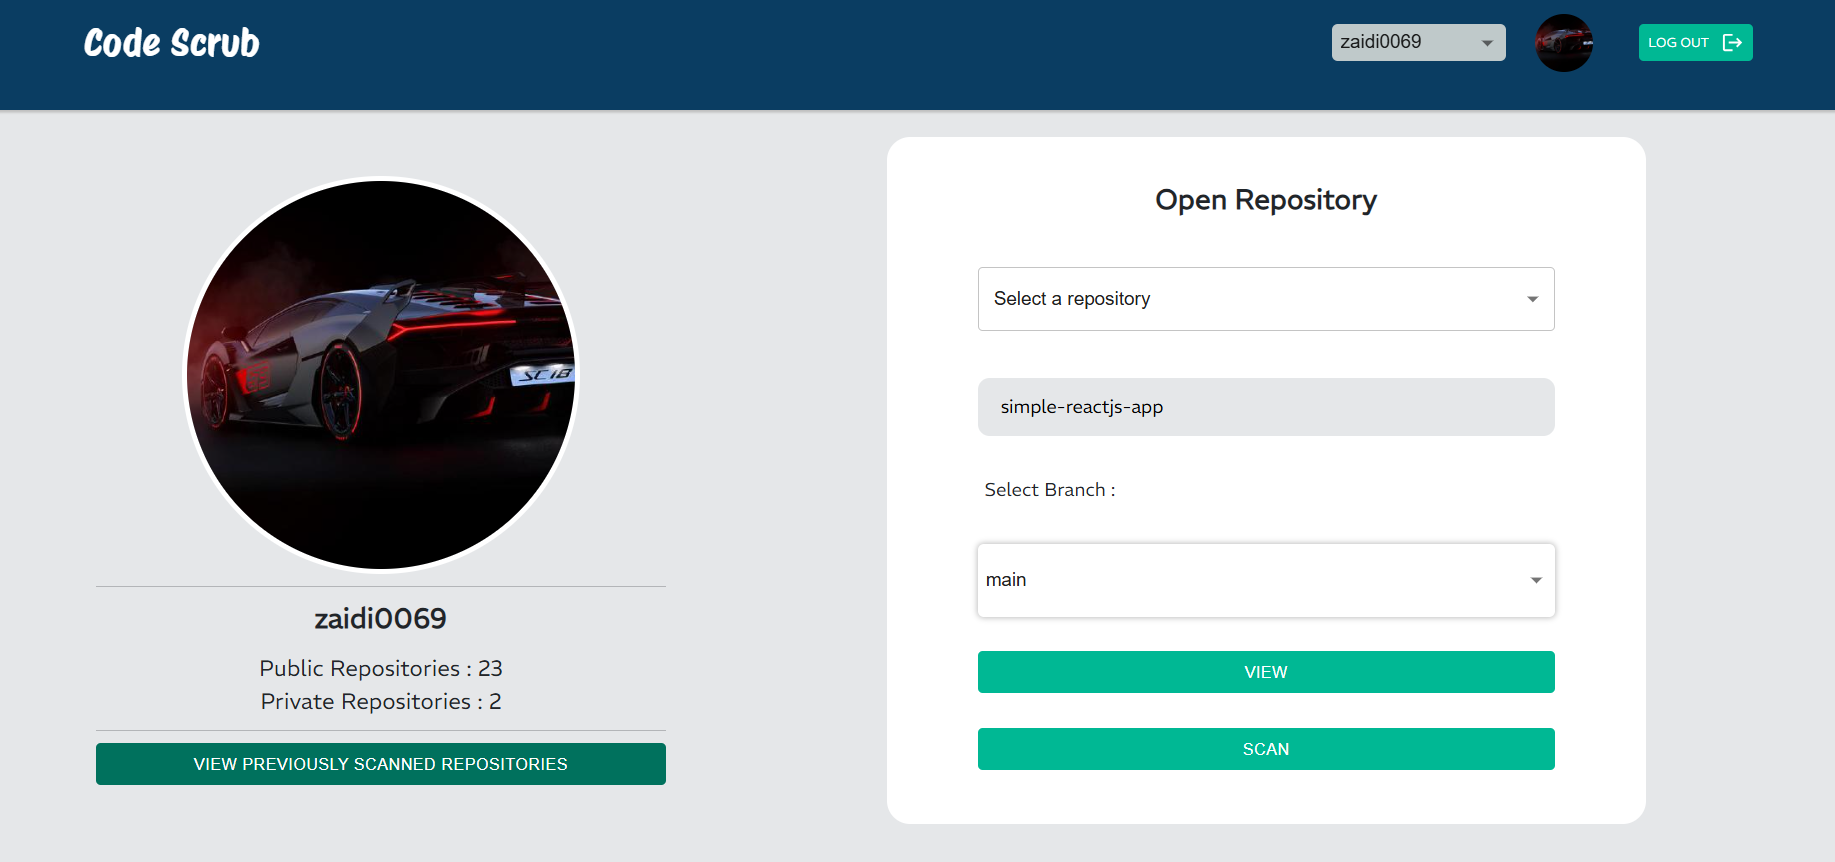 Code Scrub
zaidi0069
LOG OUT
SC18
zaidi0069
Public Repositories : 23
Private Repositories : 2
VIEW PREVIOUSLY SCANNED REPOSITORIES
Open Repository
Select a repository
simple-reactjs-app
Select Branch :
main
VIEW
SCAN